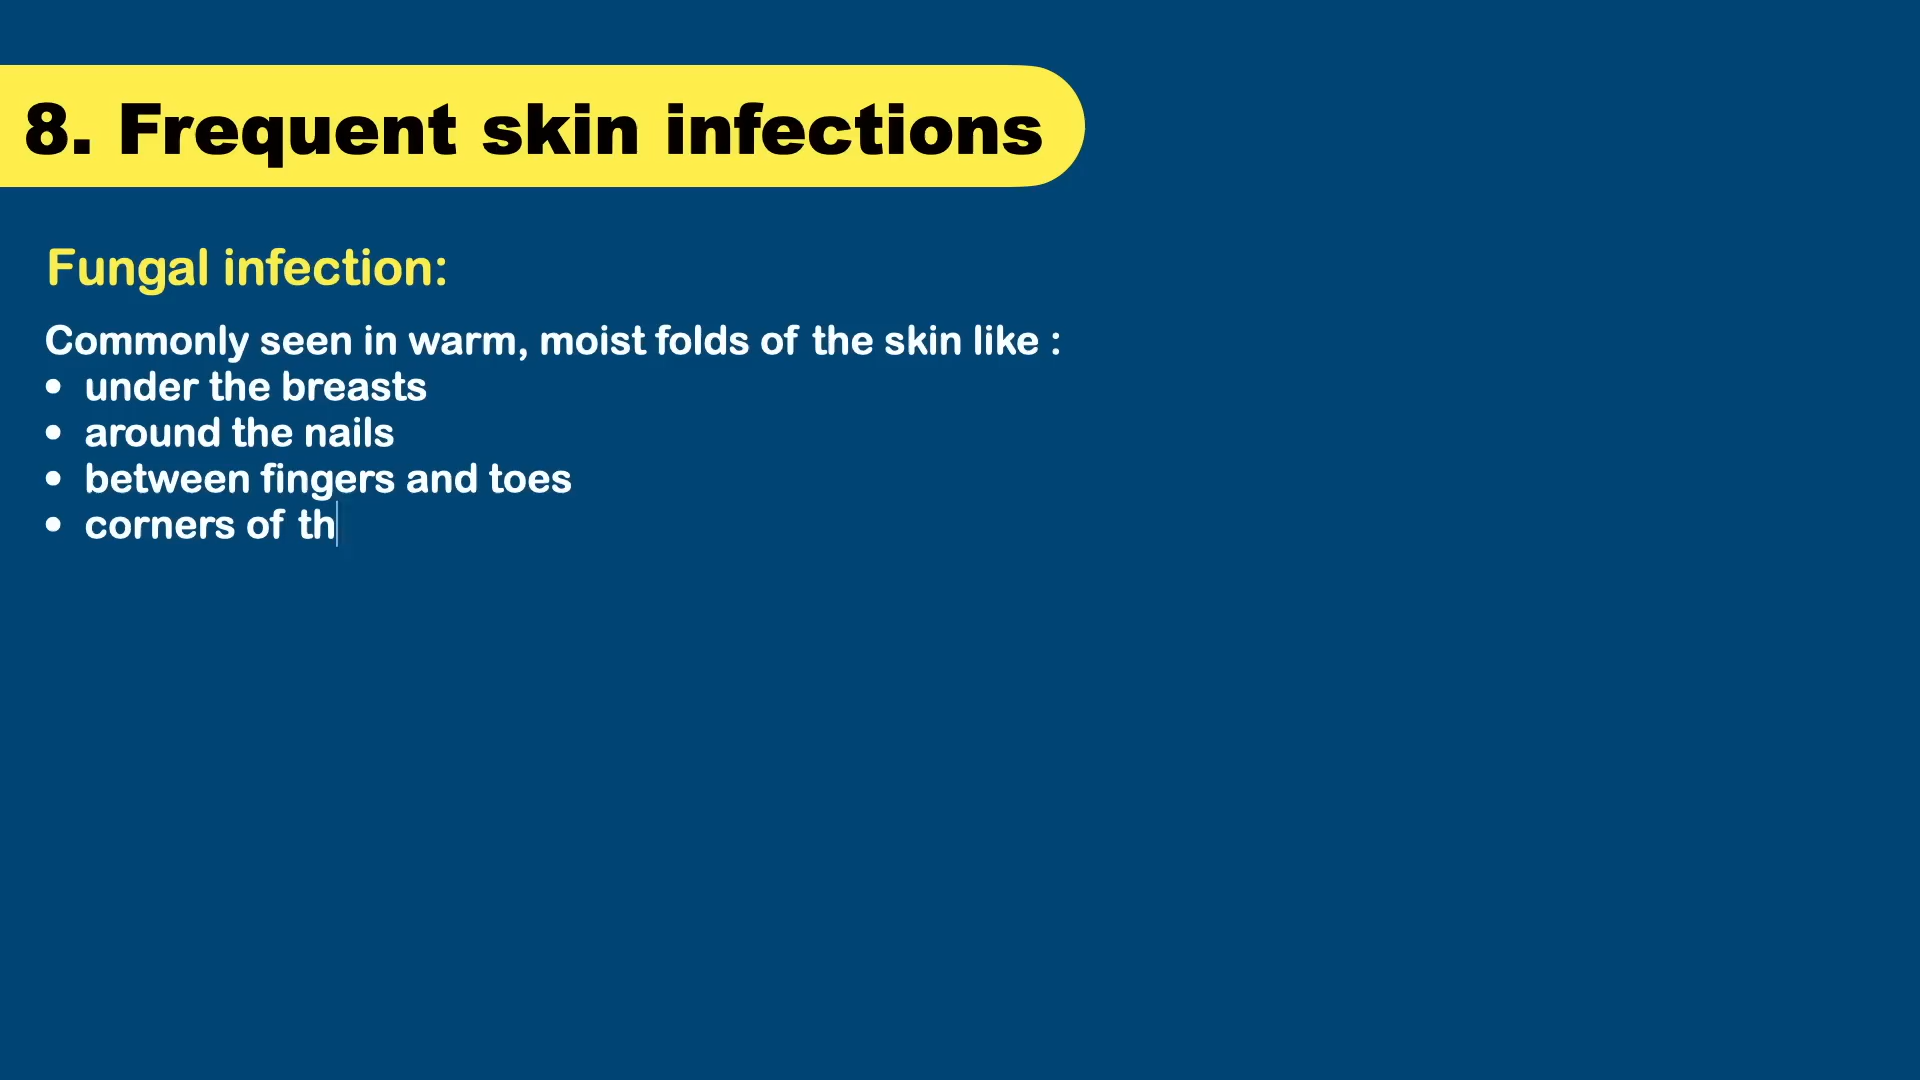 8. Frequent skin infections
Fungal infection:
Commonly seen in warm, moist folds of the skin like :
• under the breasts
• around the nails
• between fingers and toes
• corners of th